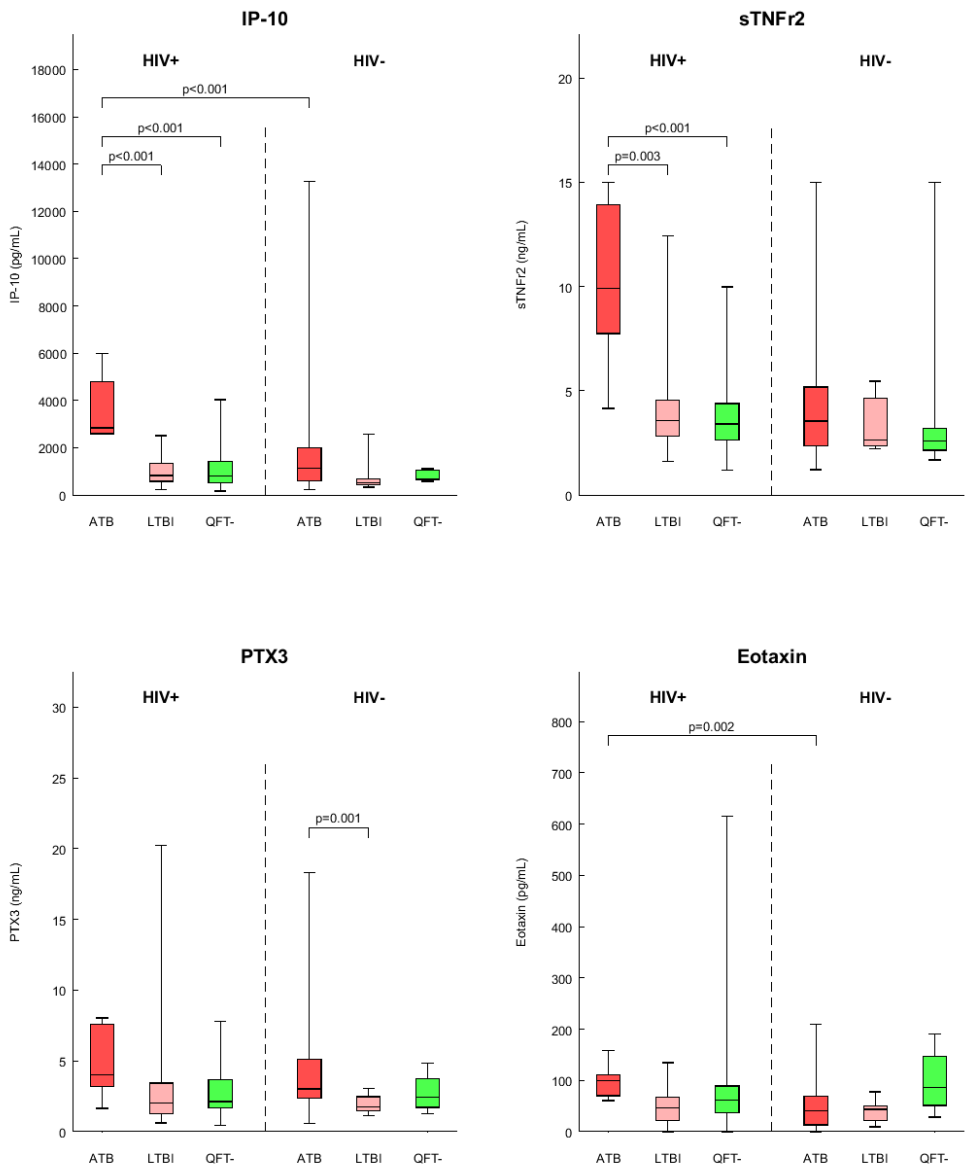 IP-10
HIV+
HIV-
18000
16000
14000
12000
10000
8000
6000
4000
2000
0
IP-10 (pg/mL)
p<0.001
p<0.001
p<0.001
ATB
LTBI
QFT-
ATB
LTBI
QFT-
sTNFr2
HIV+
HIV-
20
15
10
5
0
sTNFr2 (ng/mL)
p<0.001
p=0.003
ATB
LTBI
QFT-
ATB
LTBI
QFT-
PTX3
HIV+
HIV-
30
25
20
15
10
5
0
PTX3 (ng/mL)
p=0.001
ATB
LTBI
QFT-
ATB
LTBI
QFT-
Eotaxin
HIV+
HIV-
800
700
600
500
400
300
200
100
0
Eotaxin (pg/mL)
p=0.002
ATB
LTBI
QFT-
ATB
LTBI
QFT-